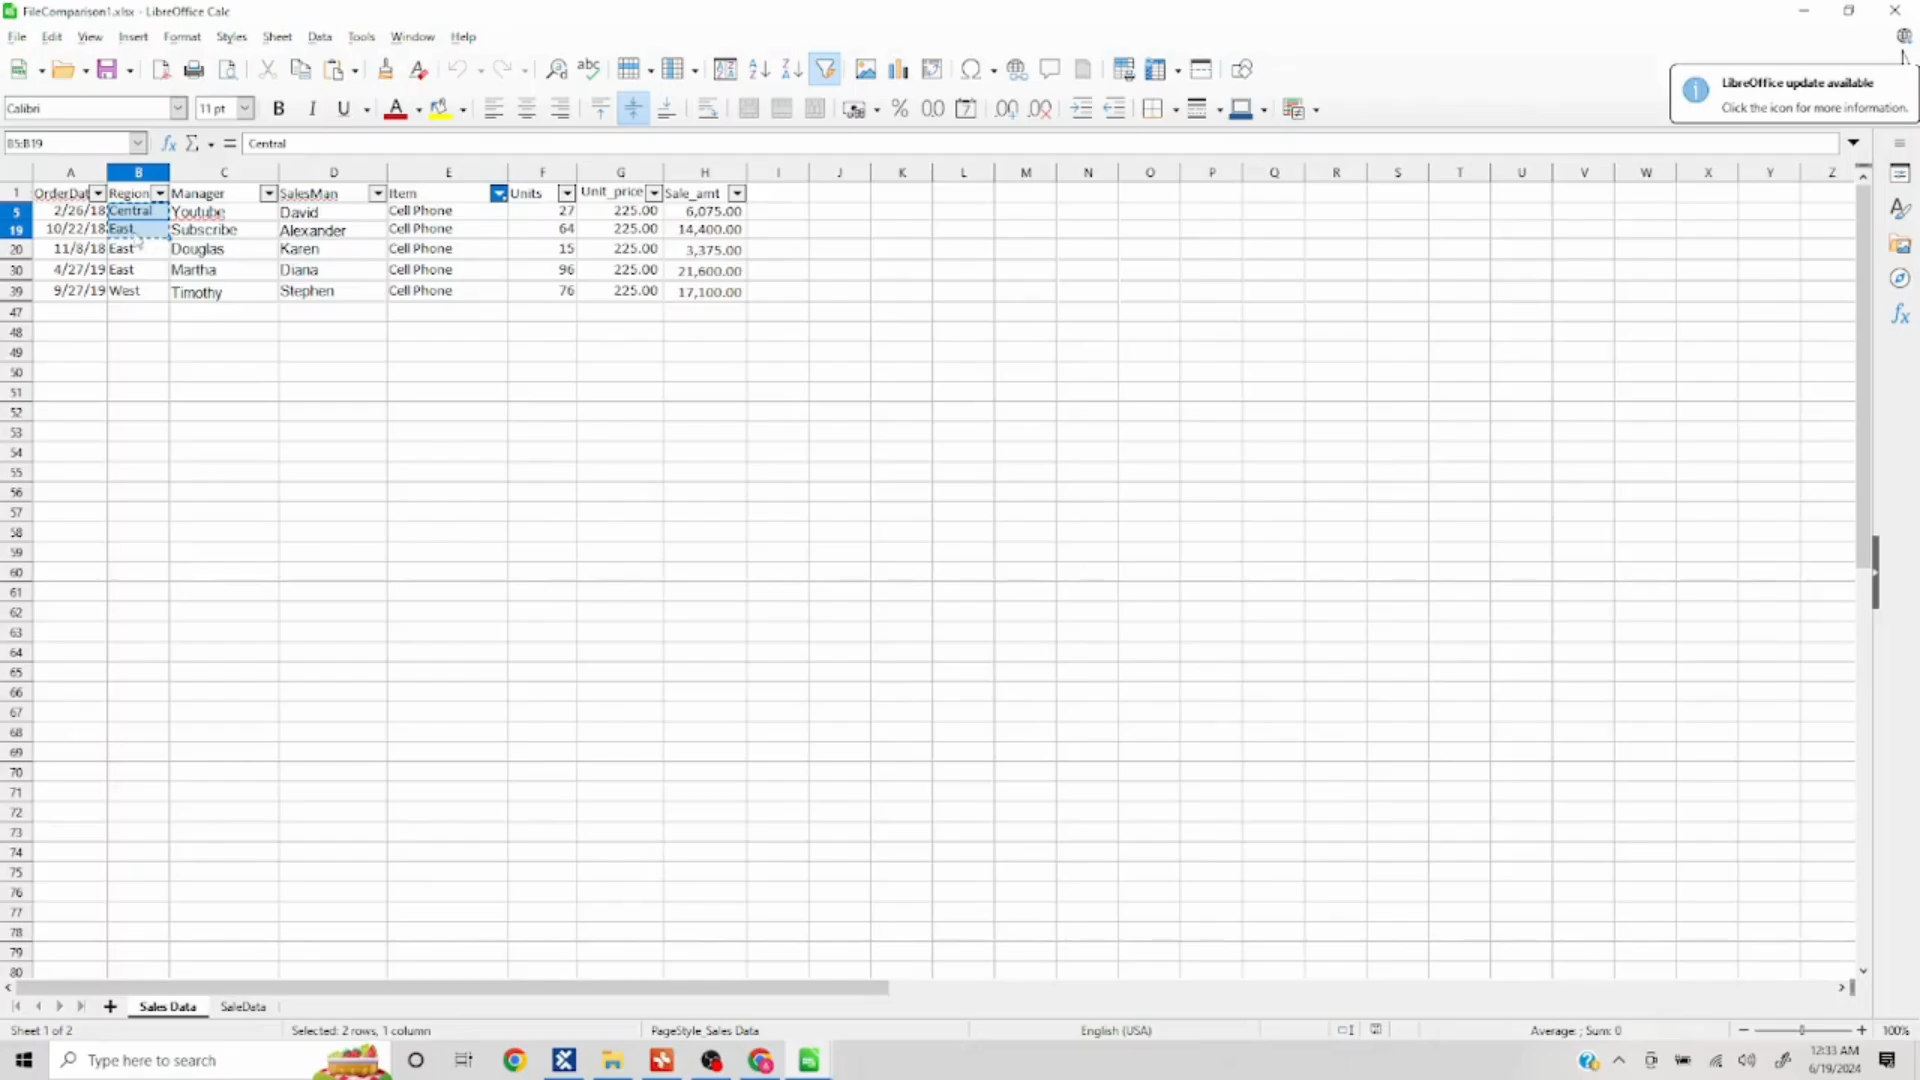 FileComparison1.xlsx - LibreOffice Calc
File Edit View Insert Format Styles Sheet Data Tools Window Help
LibreOffice update available
Click the icon for more information.
Calibri 11 pt
B5:B19 Central
A B C D E F G H I J K L M N O P Q R S T U V W X Y Z
1 OrderDat Region Manager SalesMan Item Units Unit_price Sale_amt
5 2/26/18 Central Youtube David Cell Phone 27 225.00 6,075.00
19 10/22/18 East Subscribe Alexander Cell Phone 64 225.00 14,400.00
20 11/8/18 East Douglas Karen Cell Phone 15 225.00 3,375.00
30 4/27/19 East Martha Diana Cell Phone 96 225.00 21,600.00
39 9/27/19 West Timothy Stephen Cell Phone 76 225.00 17,100.00
47
48
49
50
51
52
53
54
55
56
57
58
59
60
61
62
63
64
65
66
67
68
69
70
71
72
73
74
75
76
77
78
79
80
Sales Data SaleData
Sheet 1 of 2 Selected: 2 rows, 1 column PageStyle_Sales Data English (USA) Average: ; Sum: 0 100%
Type here to search
12:33 AM
6/19/2024